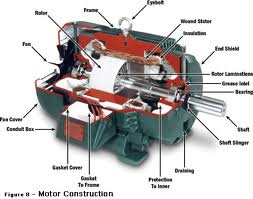 Eyebolt
Frame
Rotor
Wound Stator
Insulation
Fan
End Shield
Rotor Laminations
Grease Inlet
Bearing
Fan Cover
Conduit Box
Shaft
Shaft Slinger
Gasket Cover
Gasket
To Frame
Protection
To Inner
Draining
Figure 8 - Motor Construction